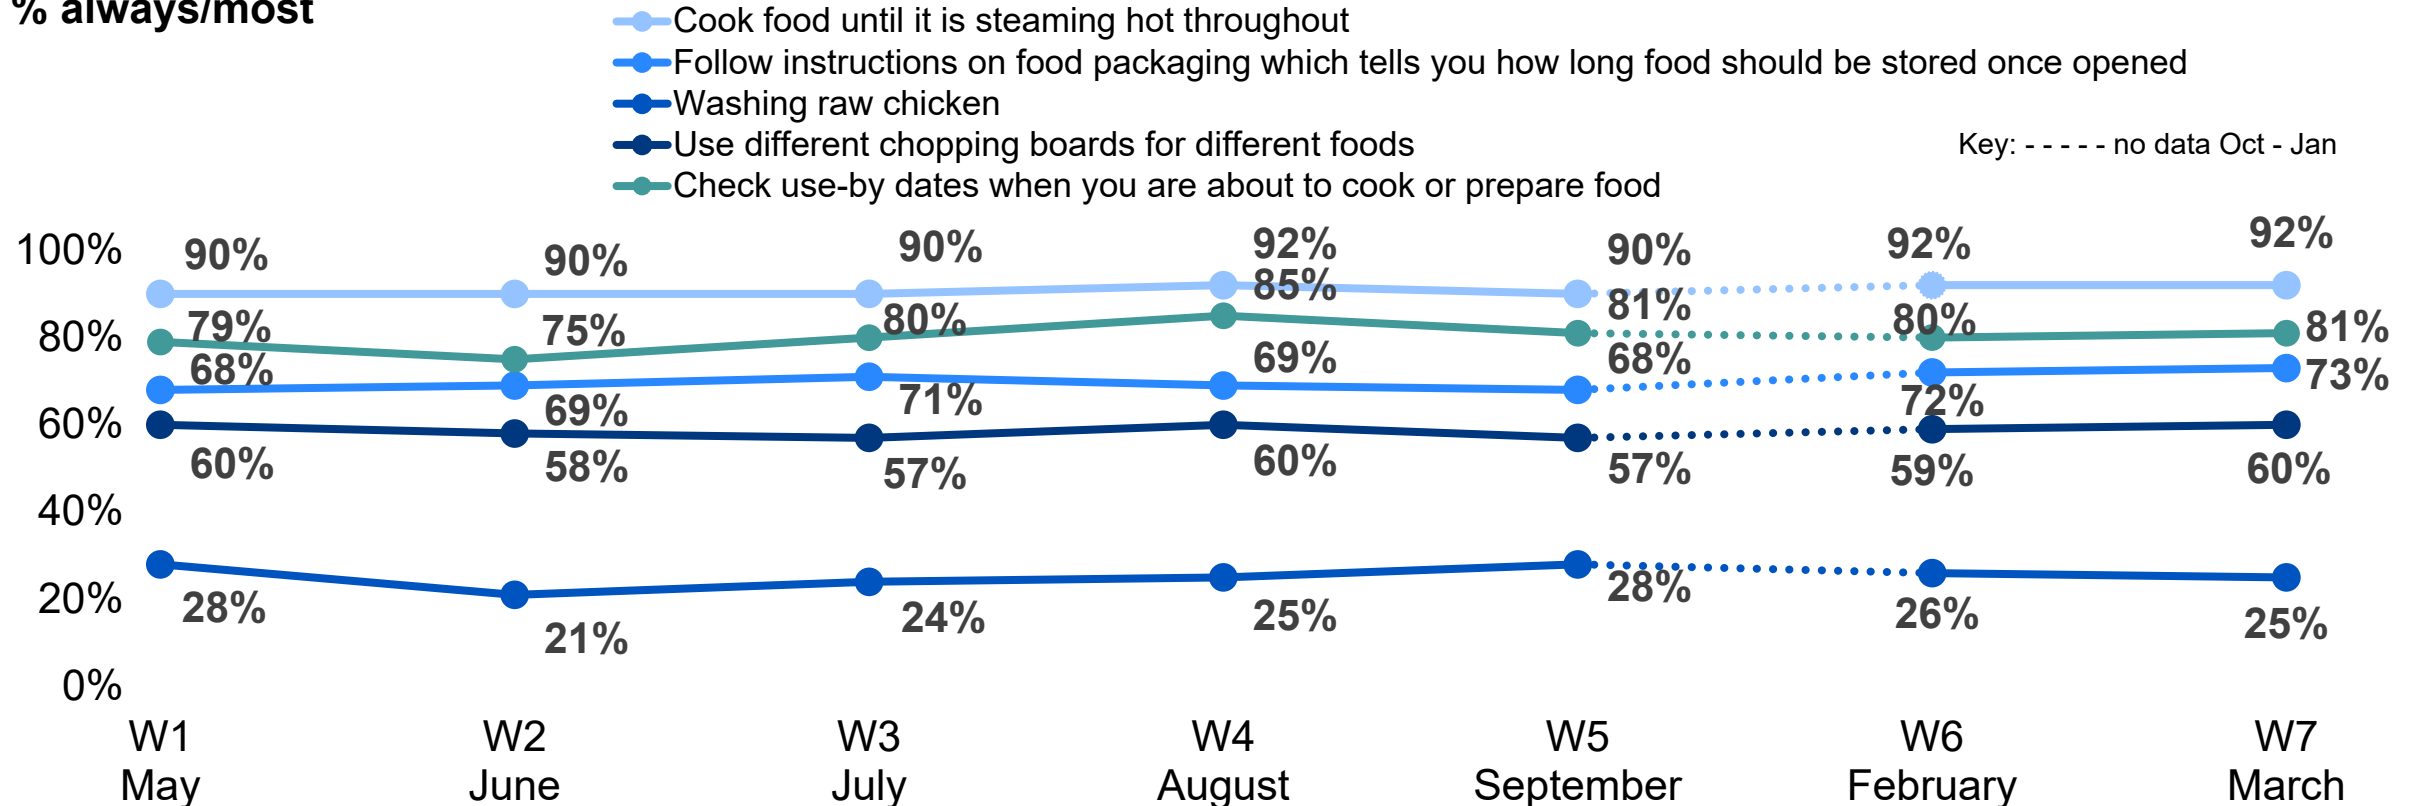 % always/most
Cook food until it is steaming hot throughout
Follow instructions on food packaging which tells you how long food should be stored once opened
Washing raw chicken
Use different chopping boards for different foods
Key: - - - - - no data Oct - Jan
Check use-by dates when you are about to cook or prepare food
100%
80%
60%
40%
20%
0%
90% 90% 90% 92% 90% 92% 92%
79% 75% 80% 85% 81% 80% 81%
68% 69% 71% 69% 68% 72% 73%
60% 58% 57% 60% 57% 59% 60%
28% 21% 24% 25% 28% 26% 25%
W1 W2 W3 W4 W5 W6 W7
May June July August September February March